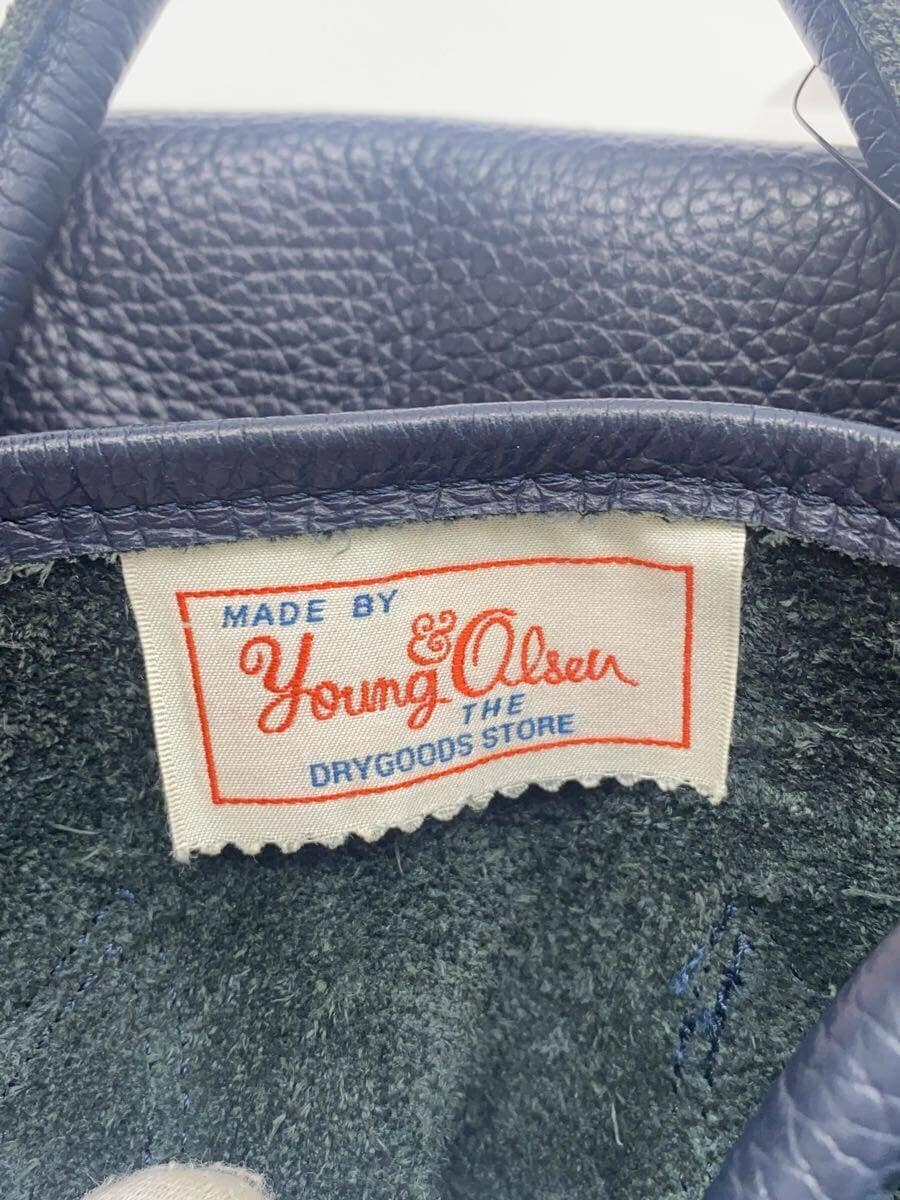 MADE BY
Young & Olsen
THE
DRYGOODS STORE